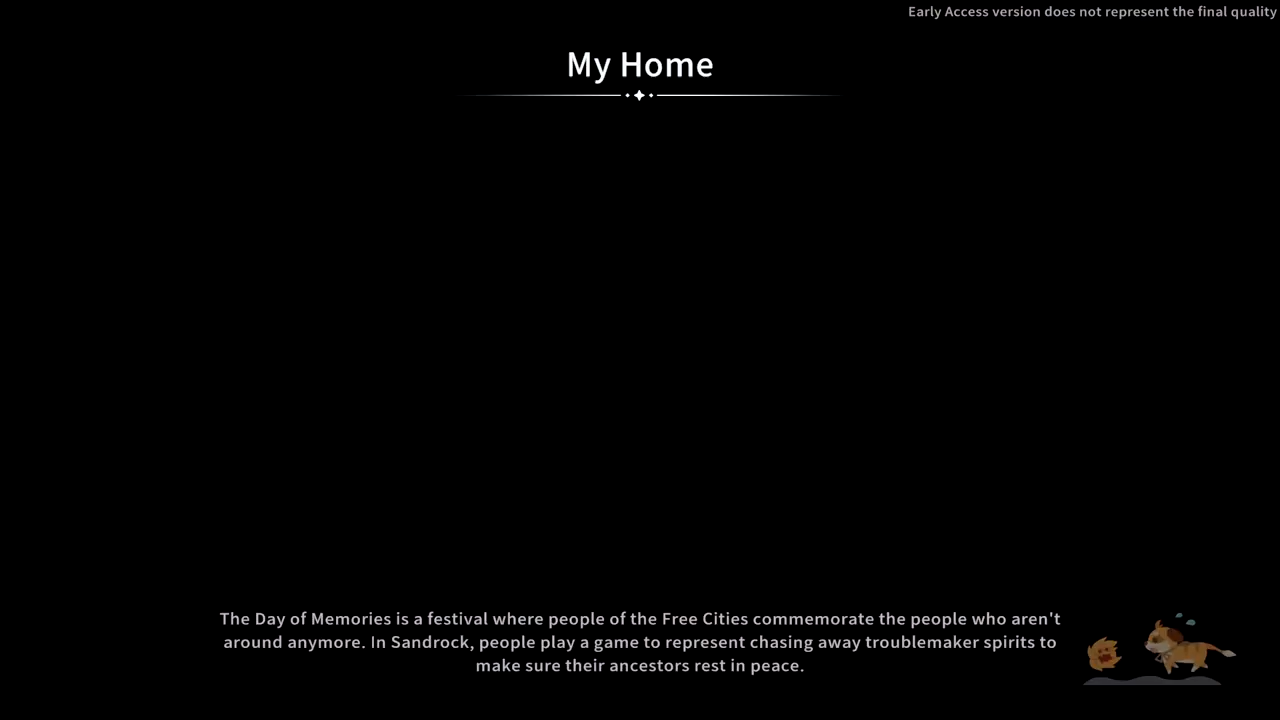 Early Access version does not represent the final quality
My Home
The Day of Memories is a festival where people of the Free Cities commemorate the people who aren't
around anymore. In Sandrock, people play a game to represent chasing away troublemaker spirits to
make sure their ancestors rest in peace.